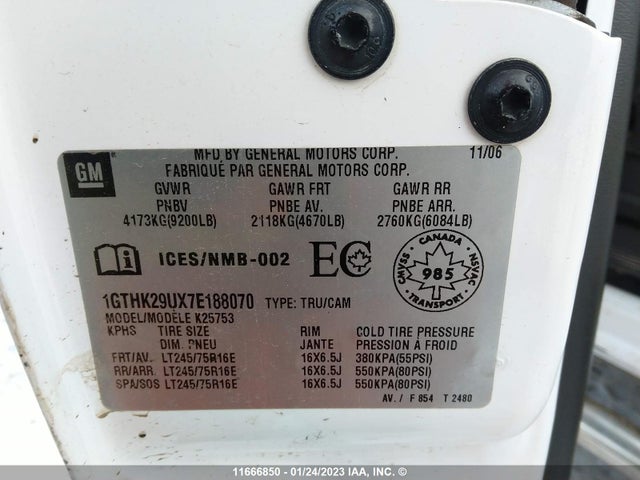 MFD BY GENERAL MOTORS CORP. 11/06
GM
FABRIQUÉ PAR GENERAL MOTORS CORP.
GVWR GAWR FRT GAWR RR
PNBV PNBE AV. PNBE ARR.
4173KG(9200LB) 2118KG(4670LB) 2760KG(6084LB)
ICES/NMB-002 EC
CANADA
CMVSS 985 NSVAC
TRANSPORT
1GTHK29UX7E188070 TYPE: TRU/CAM
MODEL/MODÈLE K25753
KPHS TIRE SIZE RIM COLD TIRE PRESSURE
DIM. PNEU JANTE PRESSION À FROID
FRT/AV. LT245/75R16E 16X6.5J 380KPA(55PSI)
RR/ARR. LT245/75R16E 16X6.5J 550KPA(80PSI)
SPA/SOS LT245/75R16E 16X6.5J 550KPA(80PSI)
AV. / F 854 T 2480
11666850 - 01/24/2023 IAA, INC. ©